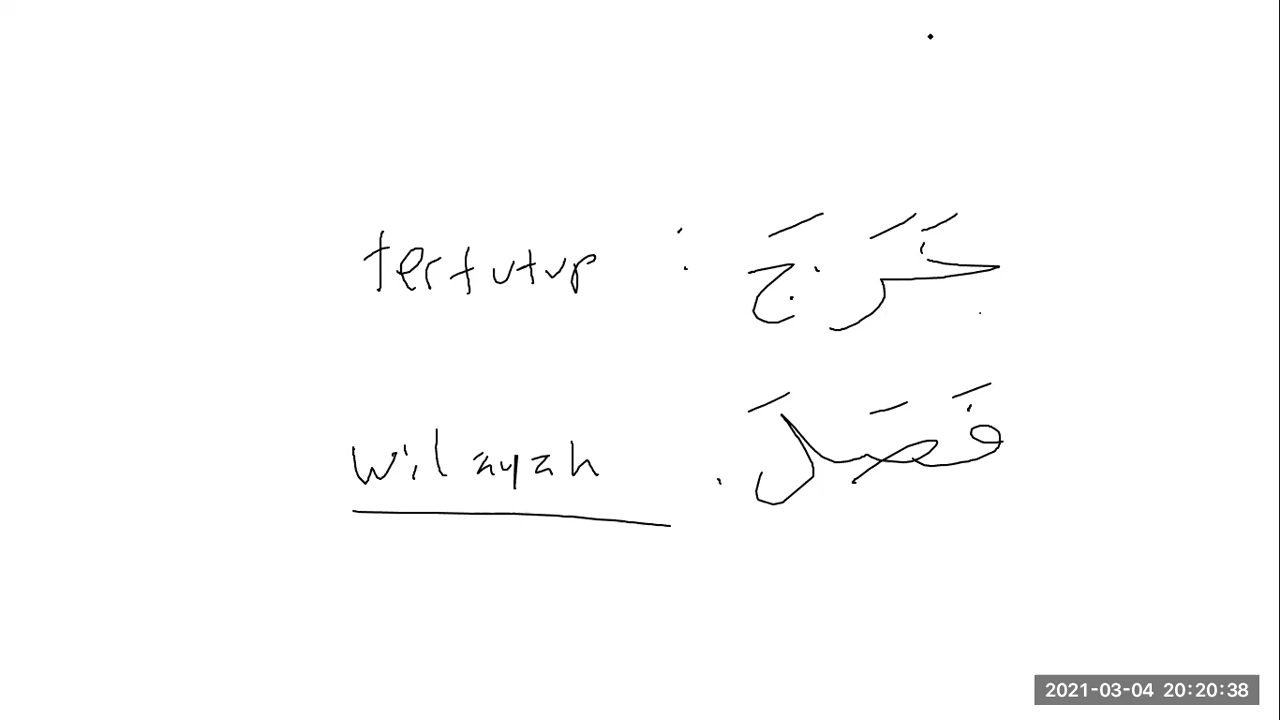 tertutup : خَرَجَ
wilayah . فَصَلَ
2021-03-04 20:20:38